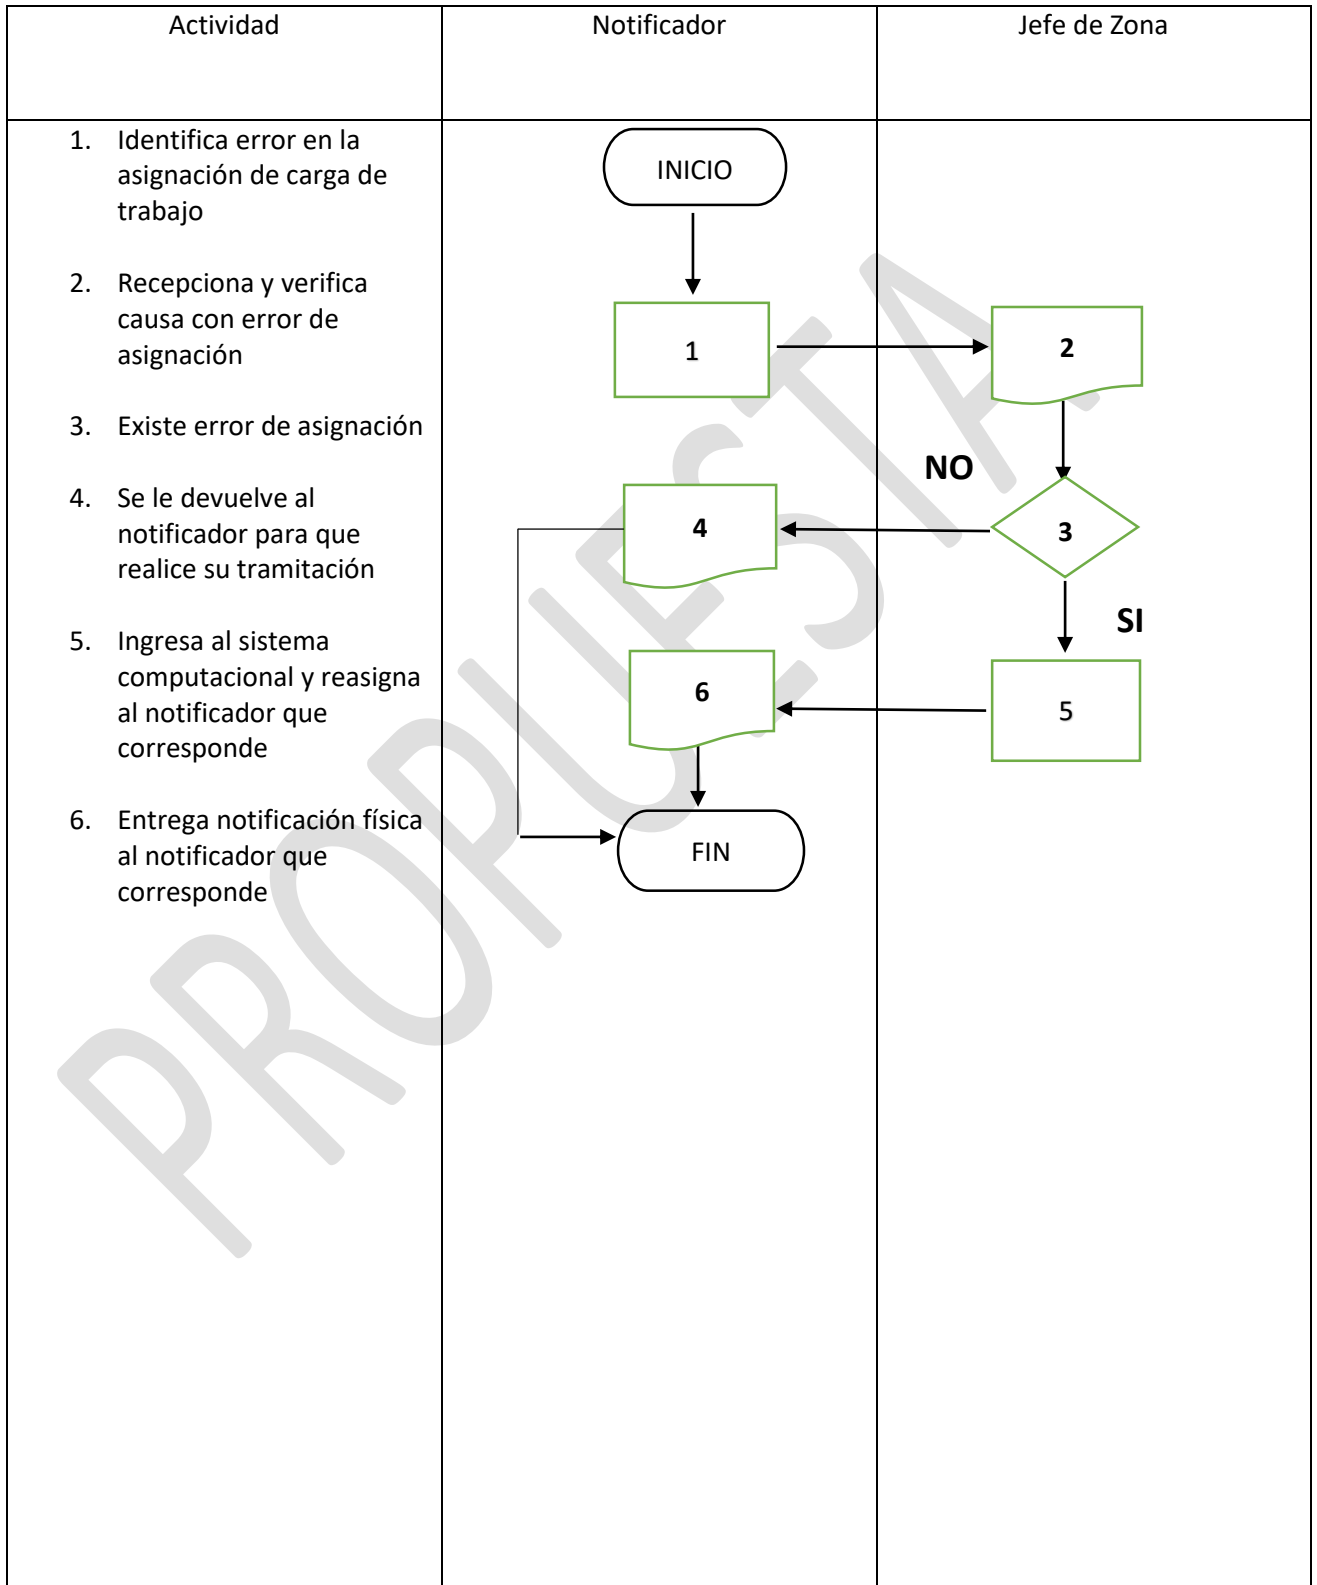 Actividad
Notificador
Jefe de Zona
1. Identifica error en la
asignación de carga de
trabajo
2. Recepciona y verifica
causa con error de
asignación
3. Existe error de asignación
4. Se le devuelve al
notificador para que
realice su tramitación
5. Ingresa al sistema
computacional y reasigna
al notificador que
corresponde
6. Entrega notificación física
al notificador que
corresponde
INICIO
1
2
NO
4
3
SI
6
5
FIN
PROPUESTA